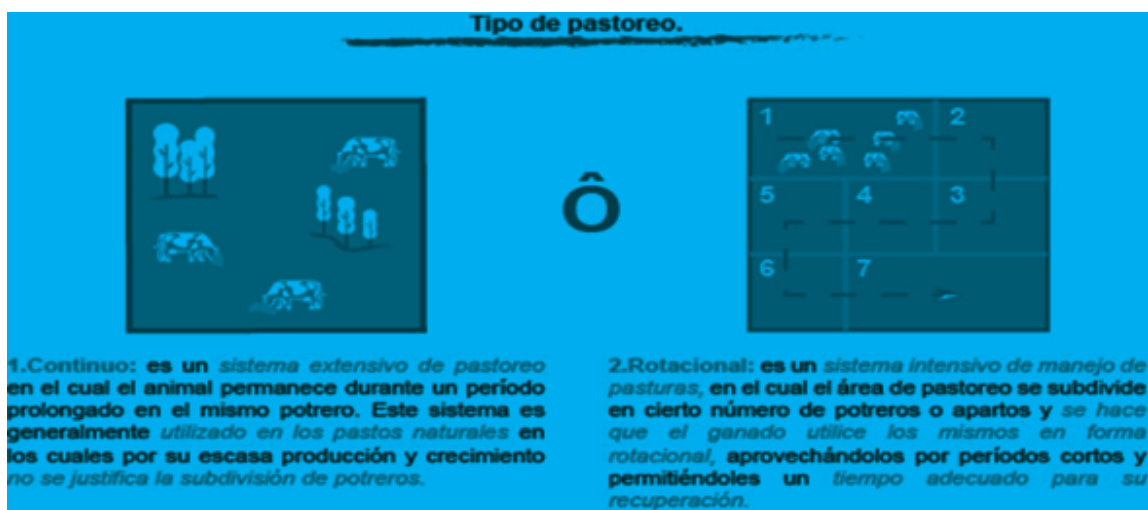 Tipo de pastoreo.
1
2
Ô
5
4
3
6
7
1.Continuo: es un sistema extensivo de pastoreo
en el cual el animal permanece durante un período
prolongado en el mismo potrero. Este sistema es
generalmente utilizado en los pastos naturales en
los cuales por su escasa producción y crecimiento
no se justifica la subdivisión de potreros.
2.Rotacional: es un sistema intensivo de manejo de
pasturas, en el cual el área de pastoreo se subdivide
en cierto número de potreros o apartos y se hace
que el ganado utilice los mismos en forma
rotacional, aprovechándolos por períodos cortos y
permitiéndoles un tiempo adecuado para su
recuperación.